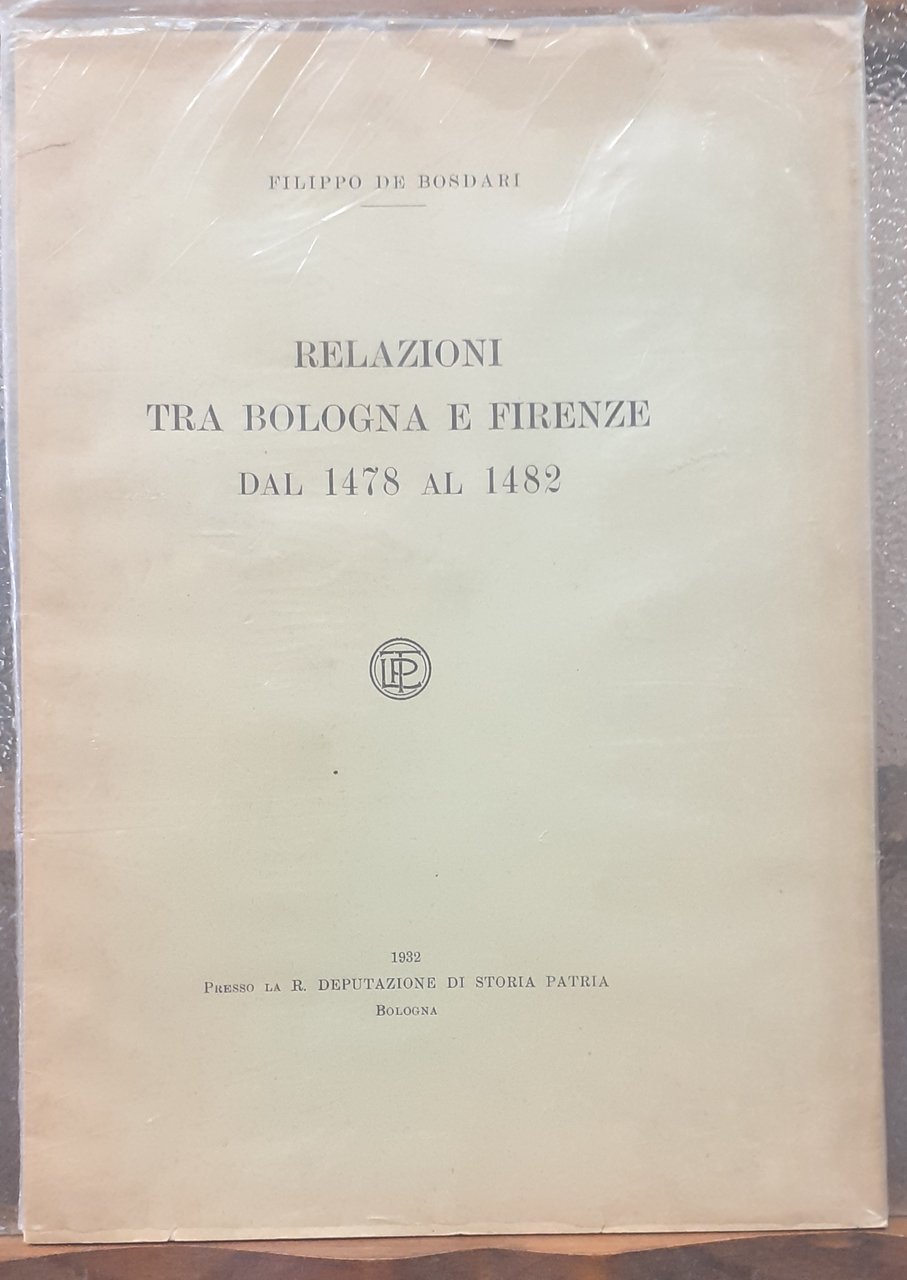 FILIPPO DE BOSDARI
RELAZIONI
TRA BOLOGNA E FIRENZE
DAL 1478 AL 1482
1932
PRESSO LA R. DEPUTAZIONE DI STORIA PATRIA
BOLOGNA